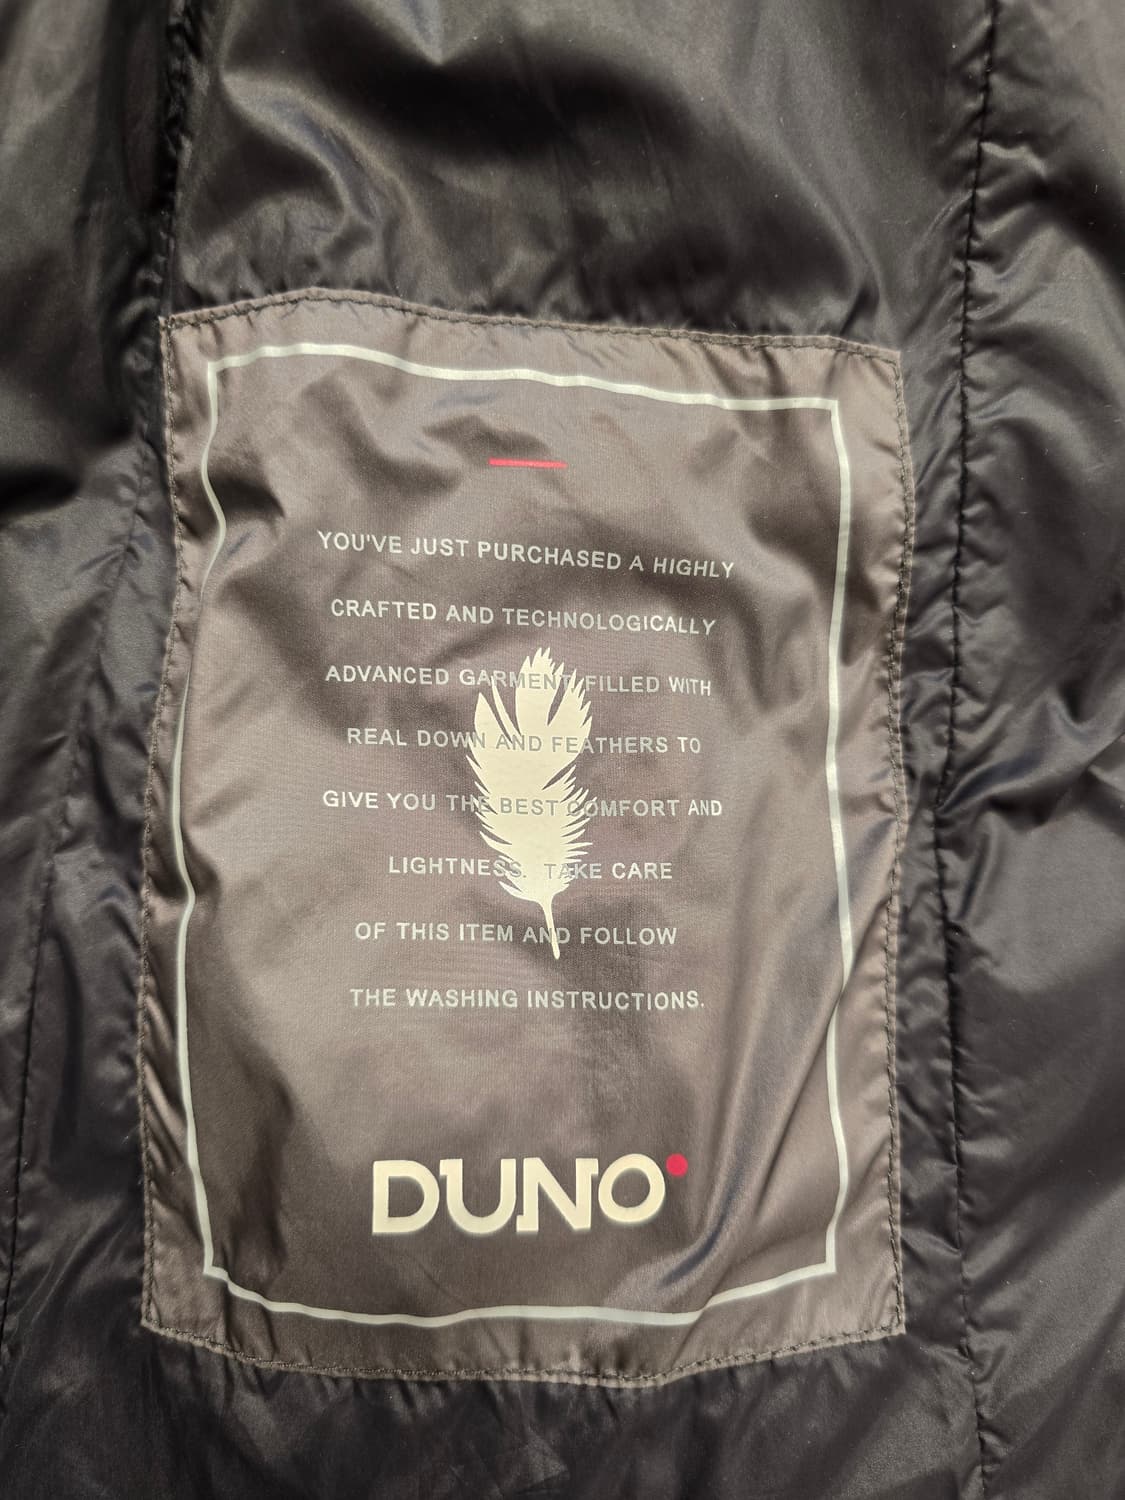 YOU'VE JUST PURCHASED A HIGHLY
CRAFTED AND TECHNOLOGICALLY
ADVANCED GARMENT, FILLED WITH
REAL DOWN AND FEATHERS TO
GIVE YOU THE BEST COMFORT AND
LIGHTNESS. TAKE CARE
OF THIS ITEM AND FOLLOW
THE WASHING INSTRUCTIONS.
DUNO